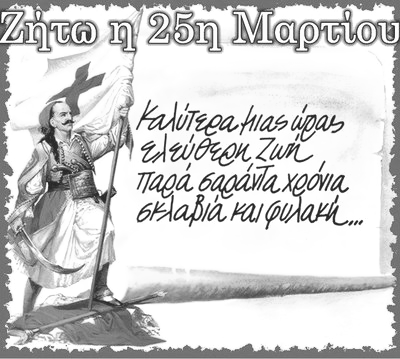 Ζήτω η 25η Μαρτίου
Καλύτερα μιας ώρας
ελεύθερη ζωή
παρά σαράντα χρόνια
σκλαβιά και φυλακή...